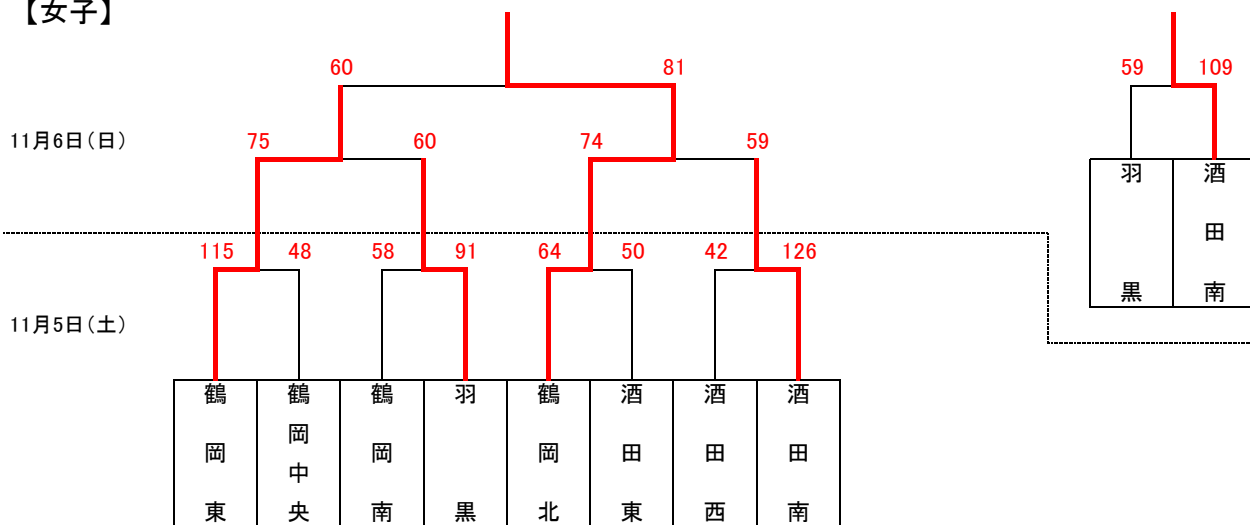 【女子】
60
81
59
109
11月6日（日）
75
60
74
59
羽黒
酒田南
115
48
58
91
64
50
42
126
11月5日（土）
鶴岡東
鶴岡中央
鶴岡南
羽黒
鶴岡北
酒田東
酒田西
酒田南